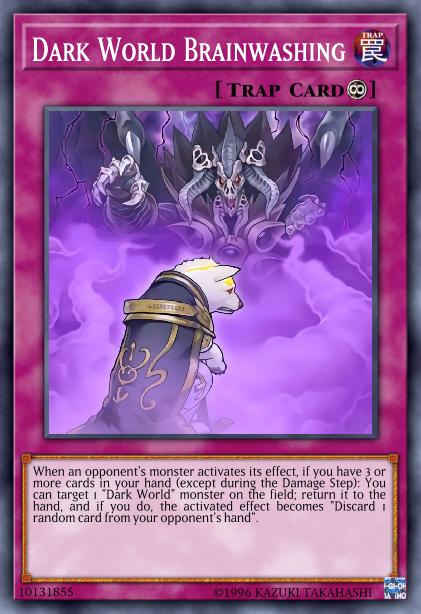 DARK WORLD BRAINWASHING
TRAP
罠
[TRAP CARD ]
When an opponent's monster activates its effect, if you have 3 or
more cards in your hand (except during the Damage Step): You
can target 1 "Dark World" monster on the field; return it to the
hand, and if you do, the activated effect becomes "Discard 1
random card from your opponent's hand".
10131855
©1996 KAZUKI TAKAHASHI